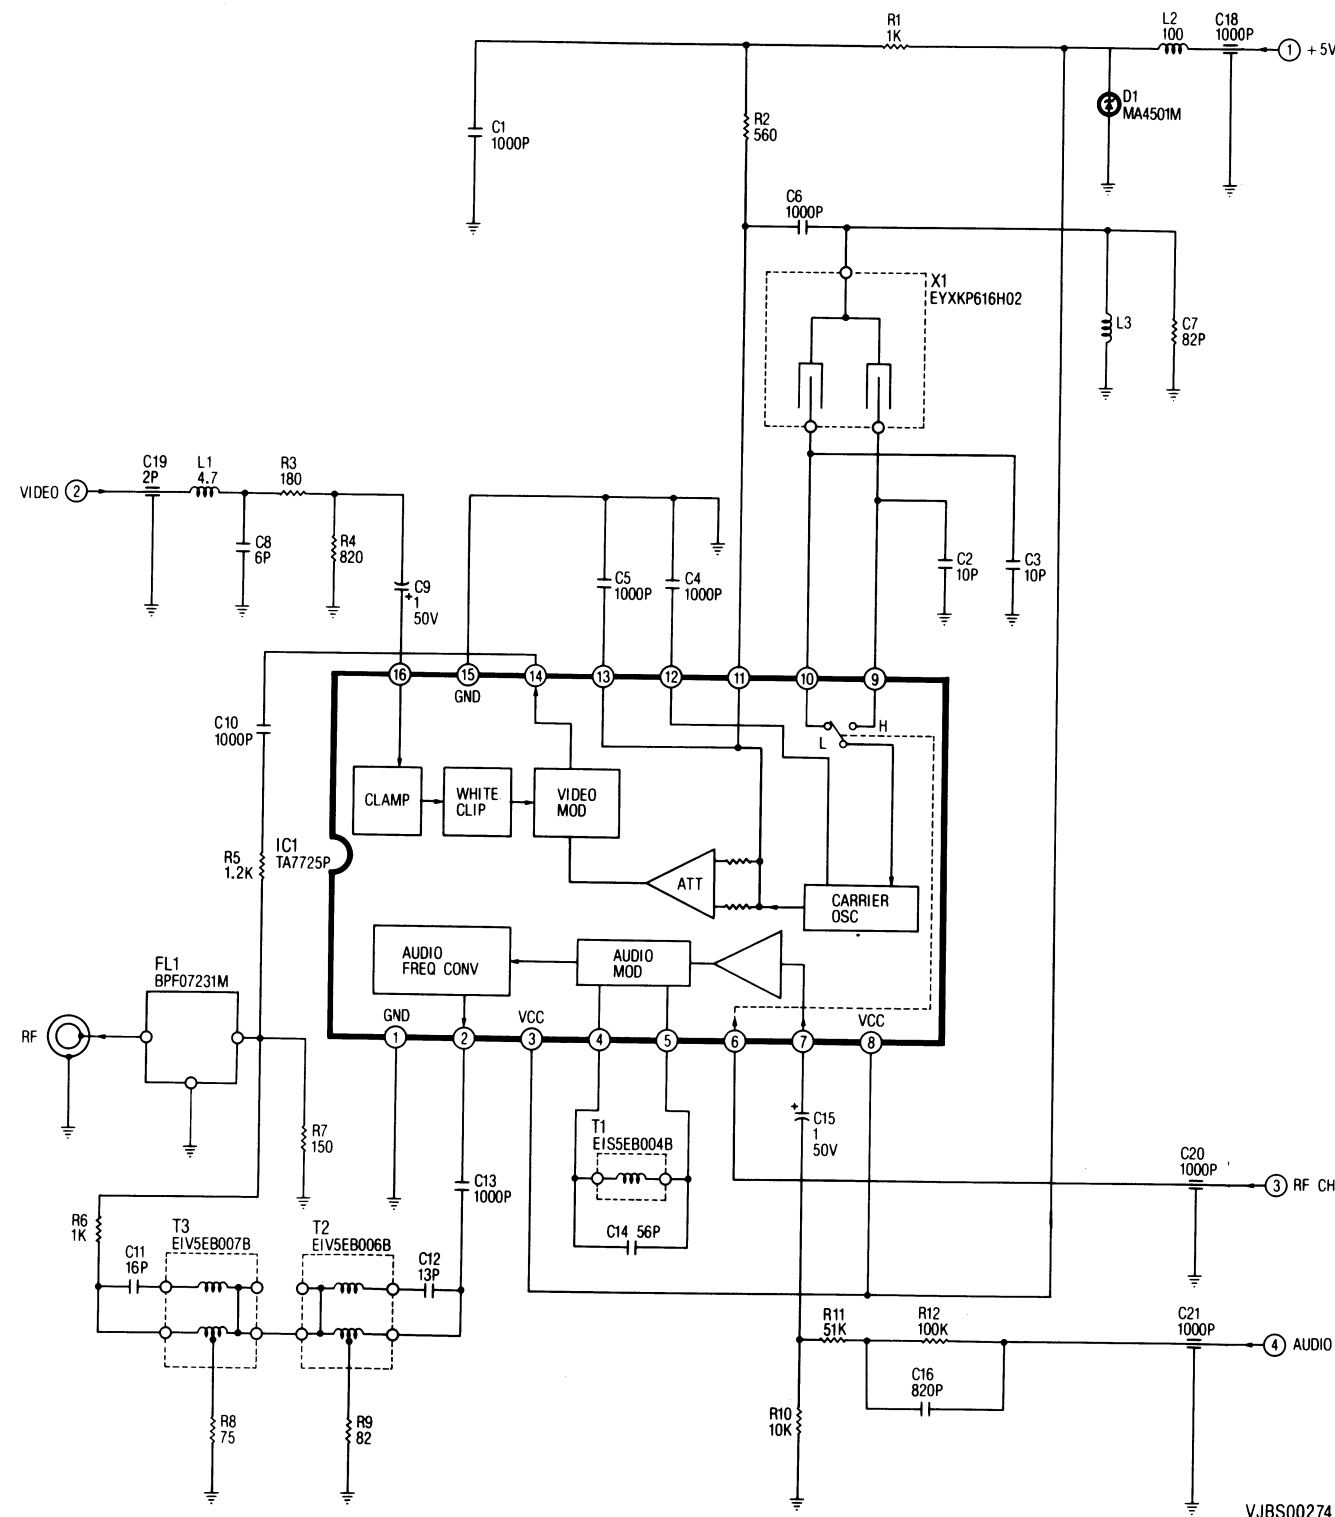 R1
1K
L2
100
C18
1000P
1 +5V
D1
MA4501M
C1
1000P
R2
560
C6
1000P
X1
EYXKP616H02
L3
C7
82P
VIDEO 2
C19
2P
L1
4.7
R3
180
C8
6P
R4
820
C9
+
1
50V
C5
1000P
C4
1000P
C2
10P
C3
10P
16
15
14
13
12
11
10
9
GND
C10
1000P
H
L
CLAMP
WHITE
CLIP
VIDEO
MOD
IC1
TA7725P
R5
1.2K
ATT
CARRIER
OSC
AUDIO
FREQ CONV
AUDIO
MOD
FL1
BPF07231M
RF
GND
VCC
VCC
1
2
3
4
5
6
7
8
R7
150
+
C15
1
50V
T1
EIS5EB004B
C20
1000P
3 RF CH
C13
1000P
R6
1K
T3
EIV5EB007B
T2
EIV5EB006B
C14 56P
C11
16P
C12
13P
R11
51K
R12
100K
C21
1000P
4 AUDIO
C16
820P
R8
75
R9
82
R10
10K
VJBS00274